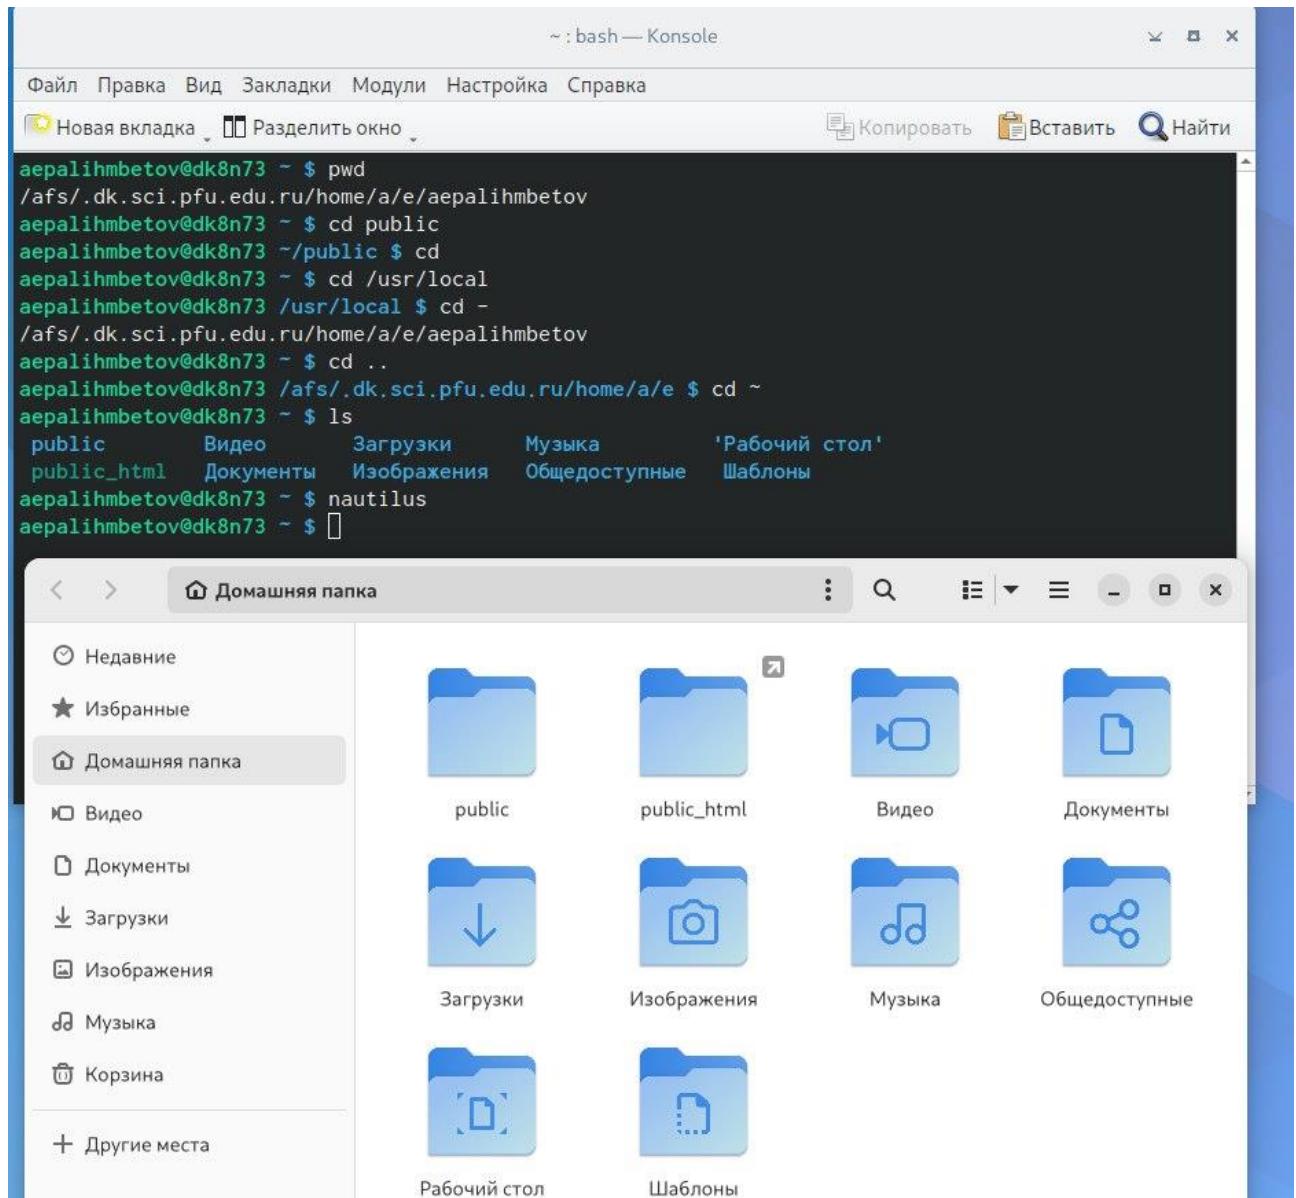 ~ : bash — Konsole
Файл Правка Вид Закладки Модули Настройка Справка
Новая вкладка Разделить окно Копировать Вставить Найти
aepalihmbetov@dk8n73 ~ $ pwd
/afs/.dk.sci.pfu.edu.ru/home/a/e/aepalihmbetov
aepalihmbetov@dk8n73 ~ $ cd public
aepalihmbetov@dk8n73 ~/public $ cd
aepalihmbetov@dk8n73 ~ $ cd /usr/local
aepalihmbetov@dk8n73 /usr/local $ cd -
/afs/.dk.sci.pfu.edu.ru/home/a/e/aepalihmbetov
aepalihmbetov@dk8n73 ~ $ cd ..
aepalihmbetov@dk8n73 /afs/.dk.sci.pfu.edu.ru/home/a/e $ cd ~
aepalihmbetov@dk8n73 ~ $ ls
public Видео Загрузки Музыка 'Рабочий стол'
public_html Документы Изображения Общедоступные Шаблоны
aepalihmbetov@dk8n73 ~ $ nautilus
aepalihmbetov@dk8n73 ~ $
Домашняя папка
Недавние
Избранные
Домашняя папка
Видео
Документы
Загрузки
Изображения
Музыка
Корзина
Другие места
public public_html Видео Документы
Загрузки Изображения Музыка Общедоступные
Рабочий стол Шаблоны